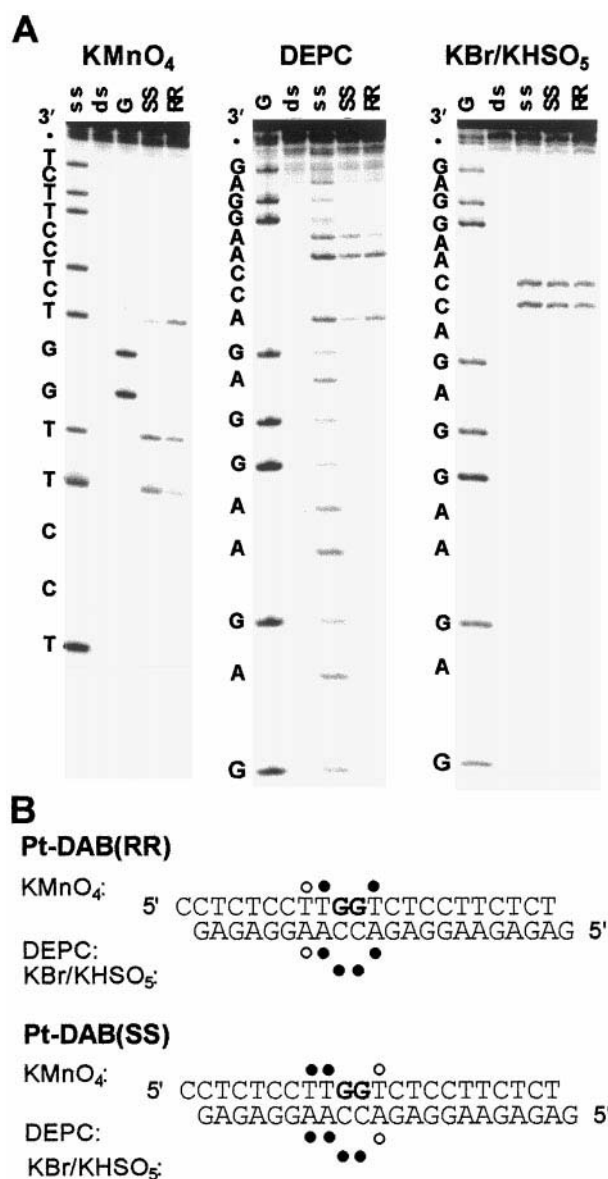 A
KMnO4
DEPC
KBr/KHSO5
ss
ds
G
SS
RR
G
ds
ss
SS
RR
G
ds
ss
SS
RR
3′
T
C
T
T
C
C
T
C
T
G
G
T
T
C
C
T
3′
G
A
G
G
A
A
C
C
A
G
A
G
G
A
A
G
A
G
3′
G
A
G
G
A
A
C
C
A
G
A
G
G
A
A
G
A
G
B
Pt-DAB(RR)
KMnO4:
5' CCTCTCCTTGGTCTCCTTCTCT
GAGAGGAACCAGAGGAAGAGAG 5'
DEPC:
KBr/KHSO5:
Pt-DAB(SS)
KMnO4:
5' CCTCTCCTTGGTCTCCTTCTCT
GAGAGGAACCAGAGGAAGAGAG 5'
DEPC:
KBr/KHSO5: